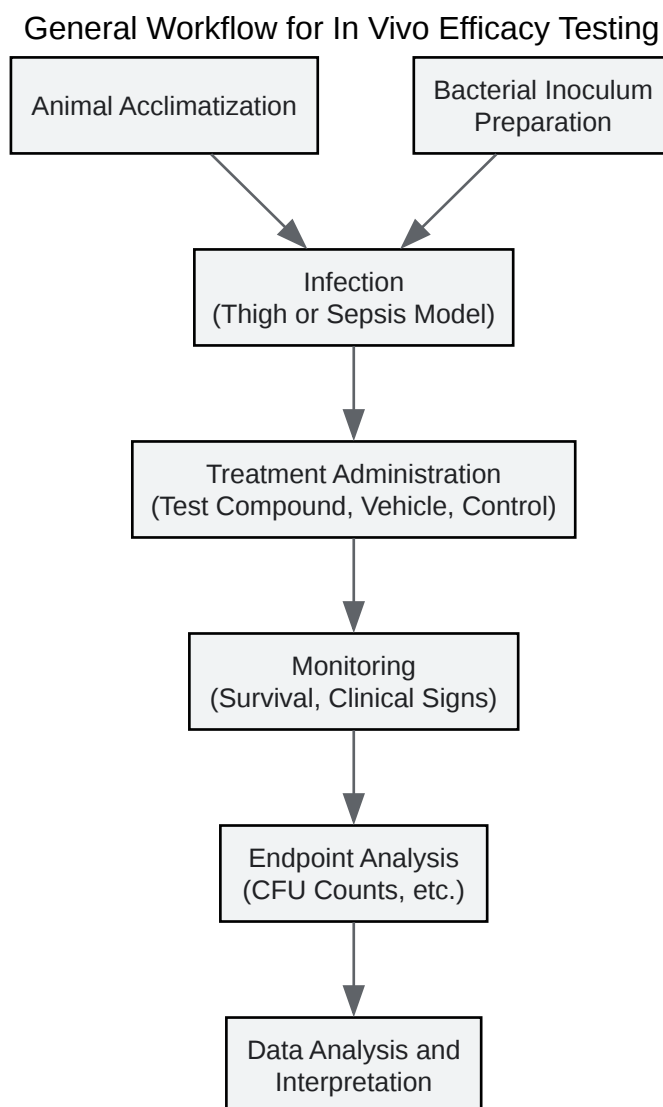 General Workflow for In Vivo Efficacy Testing
Animal Acclimatization
Bacterial Inoculum
Preparation
Infection
(Thigh or Sepsis Model)
Treatment Administration
(Test Compound, Vehicle, Control)
Monitoring
(Survival, Clinical Signs)
Endpoint Analysis
(CFU Counts, etc.)
Data Analysis and
Interpretation